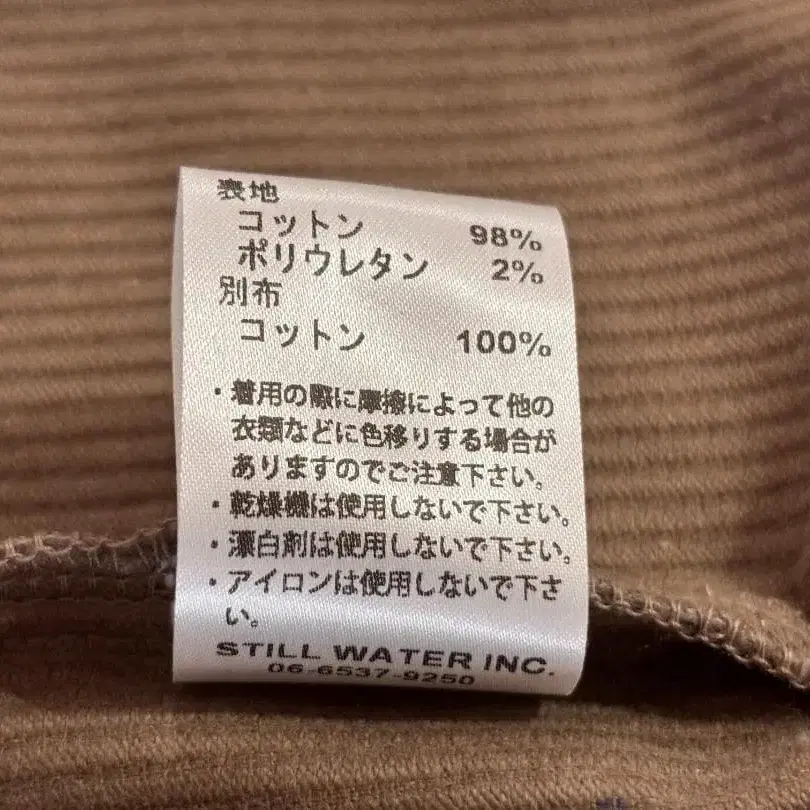 表地
コットン 98%
ポリウレタン 2%
別布
コットン 100%
・着用の際に摩擦によって他の
衣類などに色移りする場合が
ありますのでご注意下さい。
・乾燥機は使用しないで下さい。
・漂白剤は使用しないで下さい。
・アイロンは使用しないで下さ
い。
STILL WATER INC.
06-6537-9250